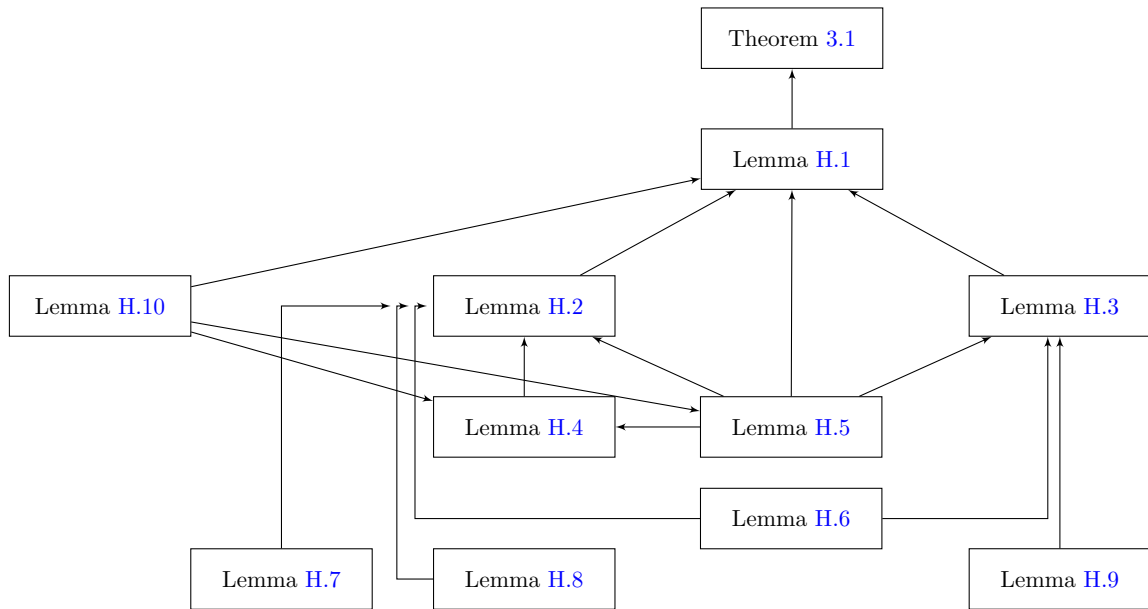 Theorem 3.1
Lemma H.1
Lemma H.10
Lemma H.2
Lemma H.3
Lemma H.4
Lemma H.5
Lemma H.6
Lemma H.7
Lemma H.8
Lemma H.9